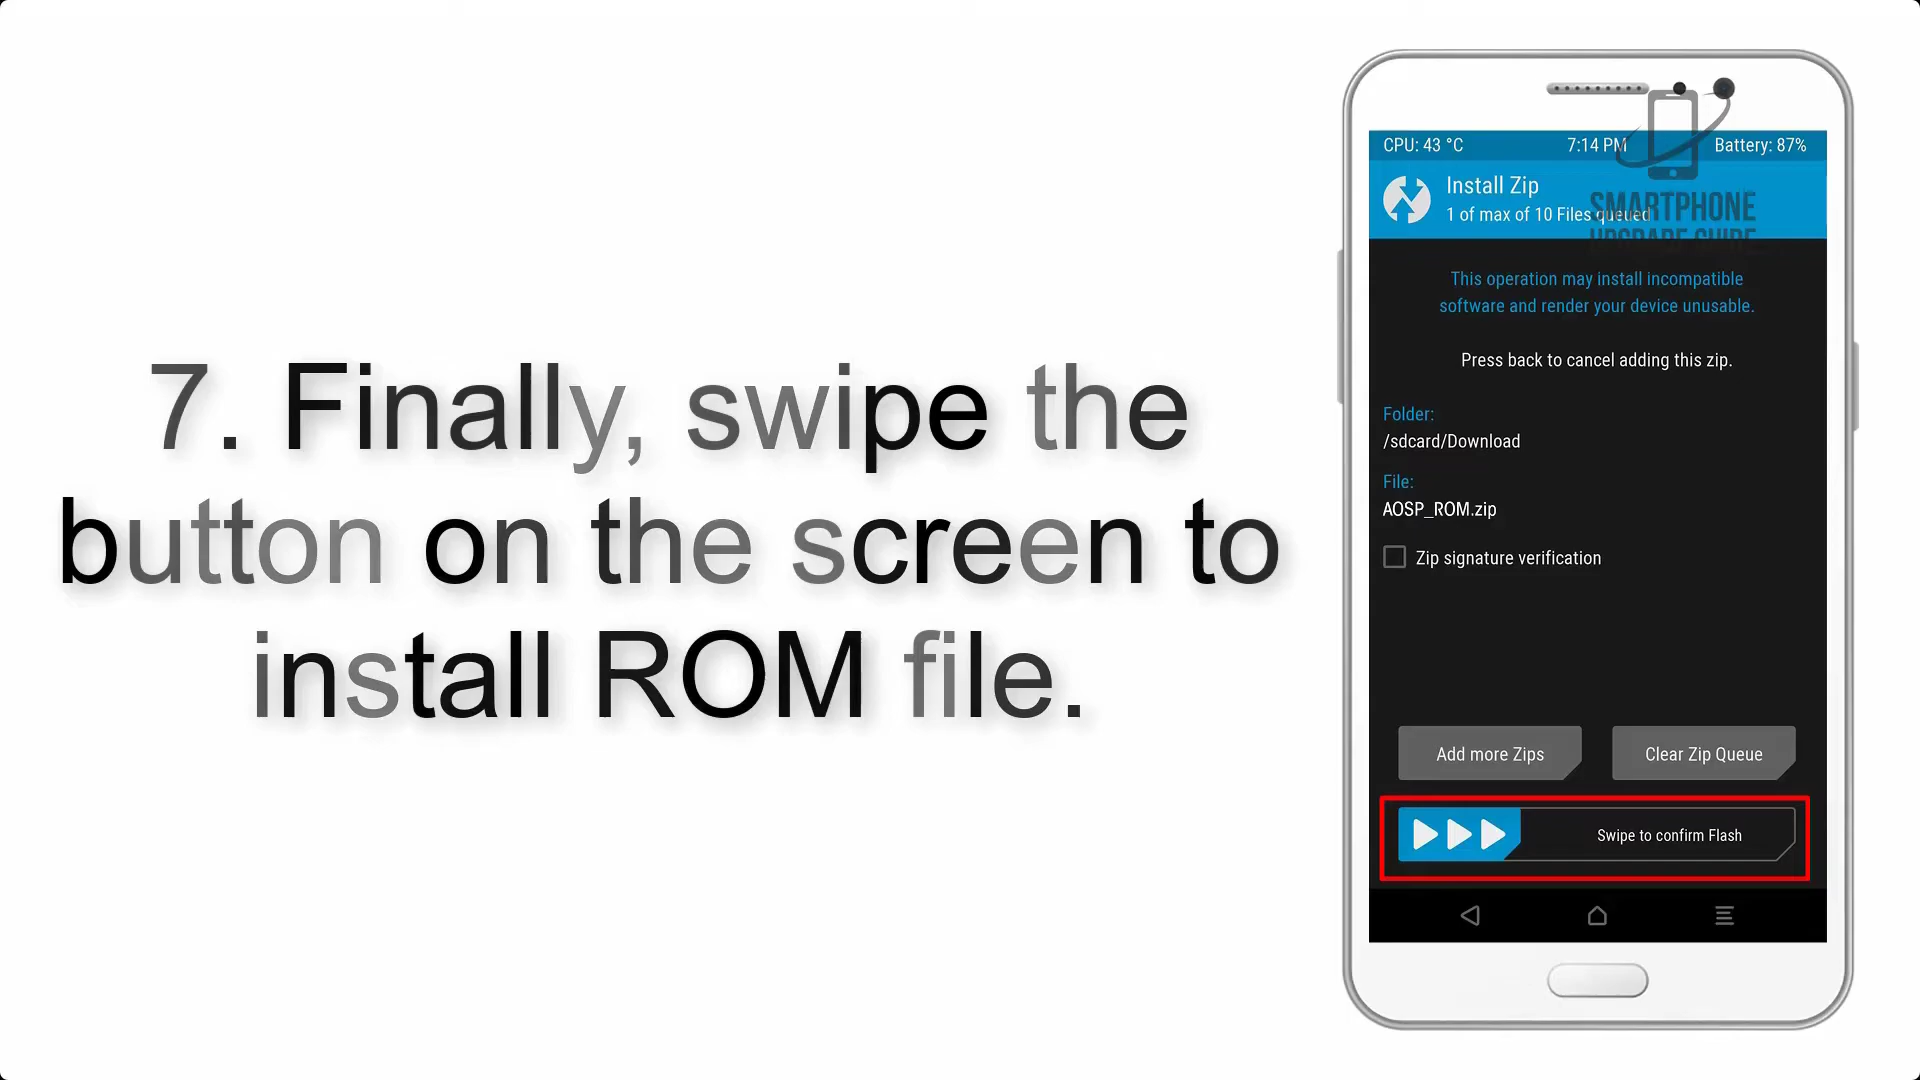 7. Finally, swipe the
button on the screen to
install ROM file.
CPU: 43 °C 7:14 PM Battery: 87%
Install Zip
1 of max of 10 Files queued
SMARTPHONE
UPGRADE GUIDE
This operation may install incompatible
software and render your device unusable.
Press back to cancel adding this zip.
Folder:
/sdcard/Download
File:
AOSP_ROM.zip
Zip signature verification
Add more Zips Clear Zip Queue
Swipe to confirm Flash